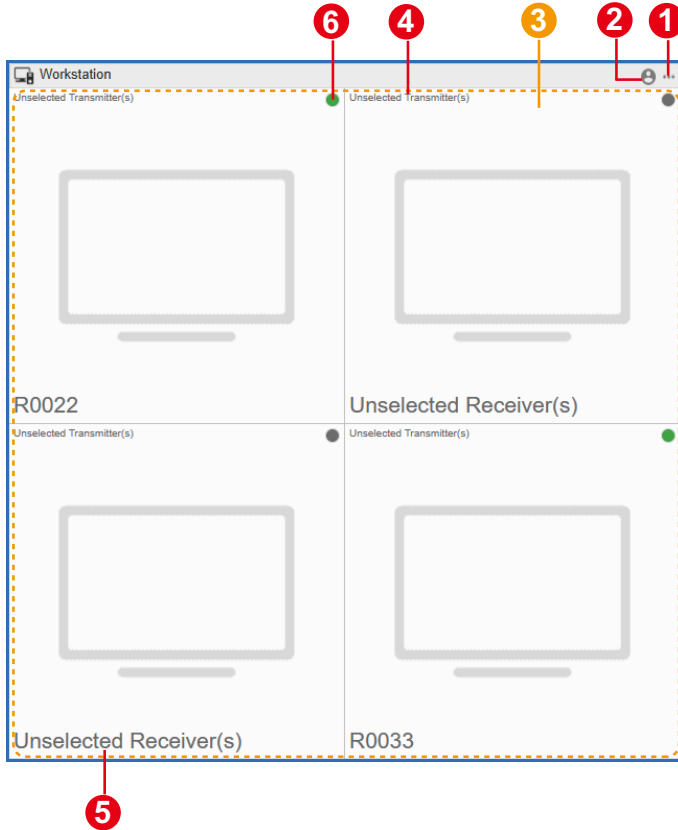 6 4 3 2 1
Workstation
Unselected Transmitter(s)
Unselected Transmitter(s)
R0022
Unselected Receiver(s)
Unselected Transmitter(s)
Unselected Transmitter(s)
Unselected Receiver(s)
R0033
5